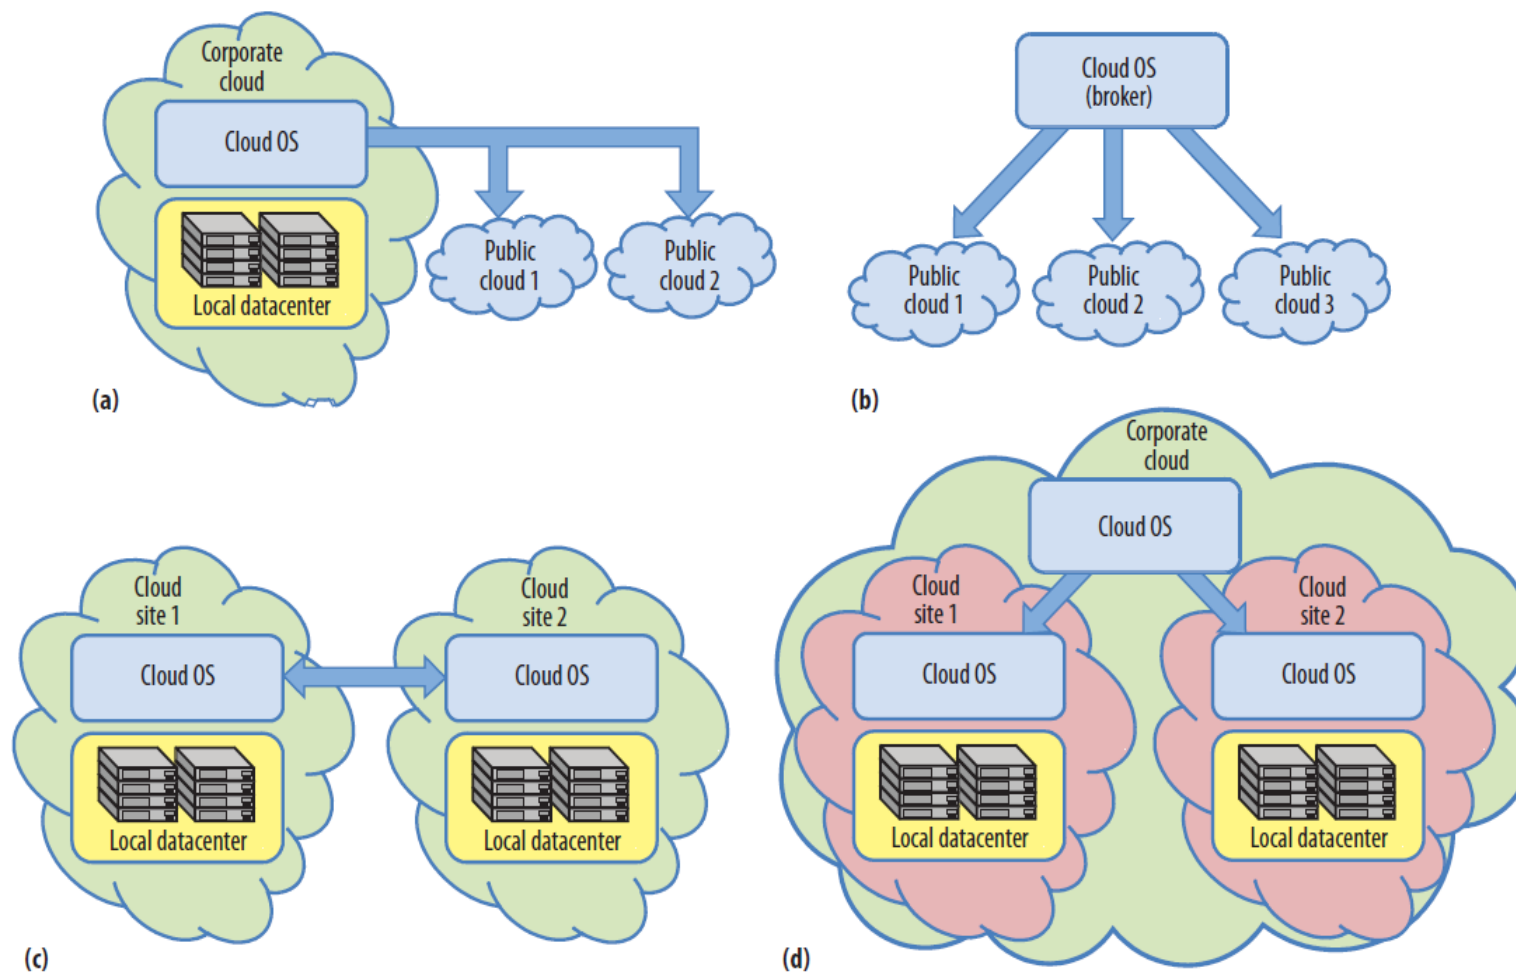 Corporate
cloud
Cloud OS
Local datacenter
Public
cloud 1
Public
cloud 2
(a)
Cloud OS
(broker)
Public
cloud 1
Public
cloud 2
Public
cloud 3
(b)
Cloud
site 1
Cloud OS
Local datacenter
Cloud
site 2
Cloud OS
Local datacenter
(c)
Corporate
cloud
Cloud OS
Cloud
site 1
Cloud OS
Local datacenter
Cloud
site 2
Cloud OS
Local datacenter
(d)